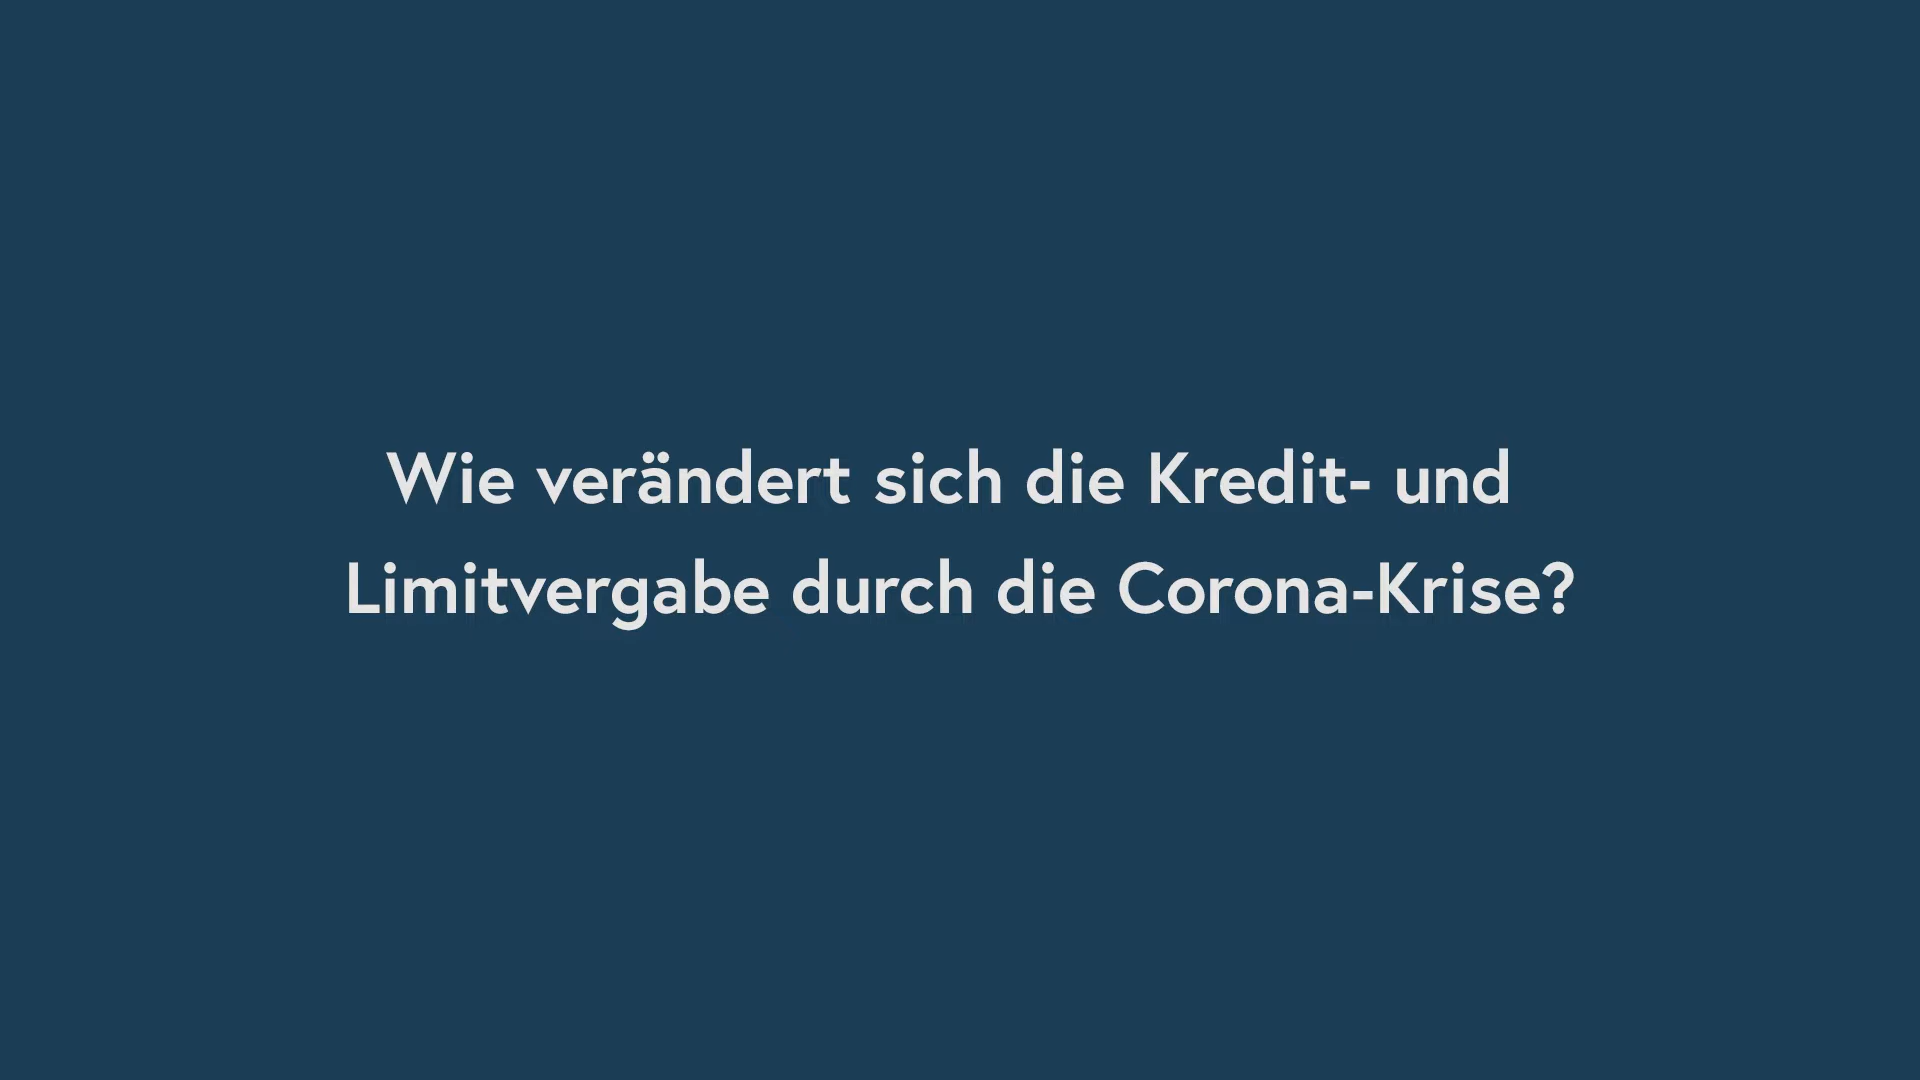 Wie verändert sich die Kredit- und
Limitvergabe durch die Corona-Krise?